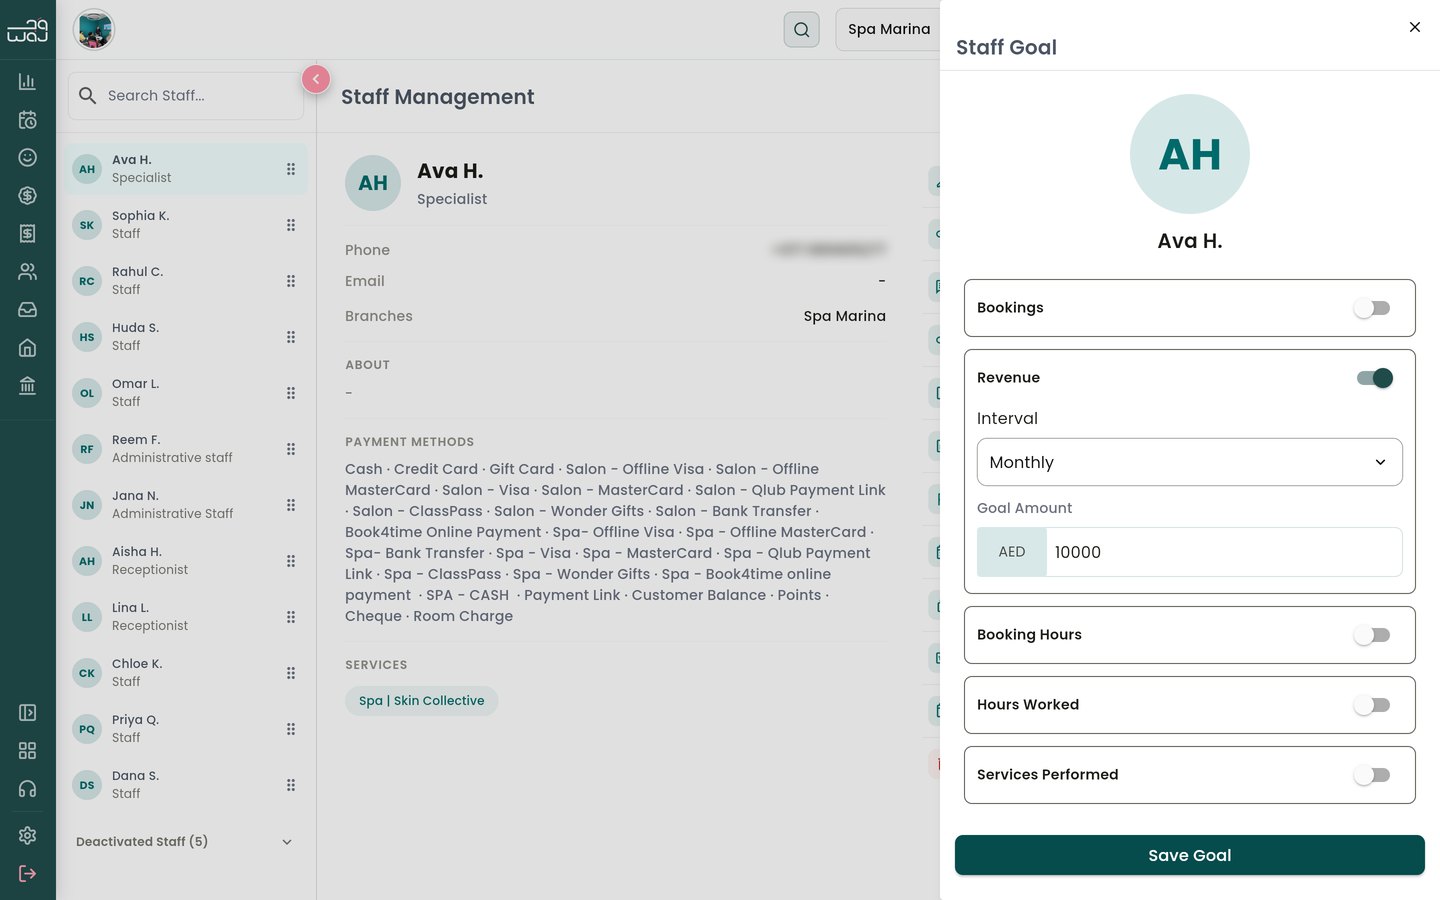 Spa Marina
Search Staff...
Ava H.
Specialist
Sophia K.
Staff
Rahul C.
Staff
Huda S.
Staff
Omar L.
Staff
Reem F.
Administrative staff
Jana N.
Administrative Staff
Aisha H.
Receptionist
Lina L.
Receptionist
Chloe K.
Staff
Priya Q.
Staff
Dana S.
Staff
AH
SK
RC
HS
OL
RF
JN
AH
LL
CK
PQ
DS
Deactivated Staff (5)
Staff Management
AH
Ava H.
Specialist
Phone
Email
-
Branches
Spa Marina
ABOUT
-
PAYMENT METHODS
Cash · Credit Card · Gift Card · Salon - Offline Visa · Salon - Offline
MasterCard · Salon - Visa · Salon - MasterCard · Salon - Qlub Payment Link
· Salon - ClassPass · Salon - Wonder Gifts · Salon - Bank Transfer ·
Book4time Online Payment · Spa- Offline Visa · Spa - Offline MasterCard ·
Spa- Bank Transfer · Spa - Visa · Spa - MasterCard · Spa - Qlub Payment
Link · Spa - ClassPass · Spa - Wonder Gifts · Spa - Book4time online
payment · SPA - CASH · Payment Link · Customer Balance · Points ·
Cheque · Room Charge
SERVICES
Spa | Skin Collective
Staff Goal
AH
Ava H.
Bookings
Revenue
Interval
Monthly
Goal Amount
AED
10000
Booking Hours
Hours Worked
Services Performed
Save Goal